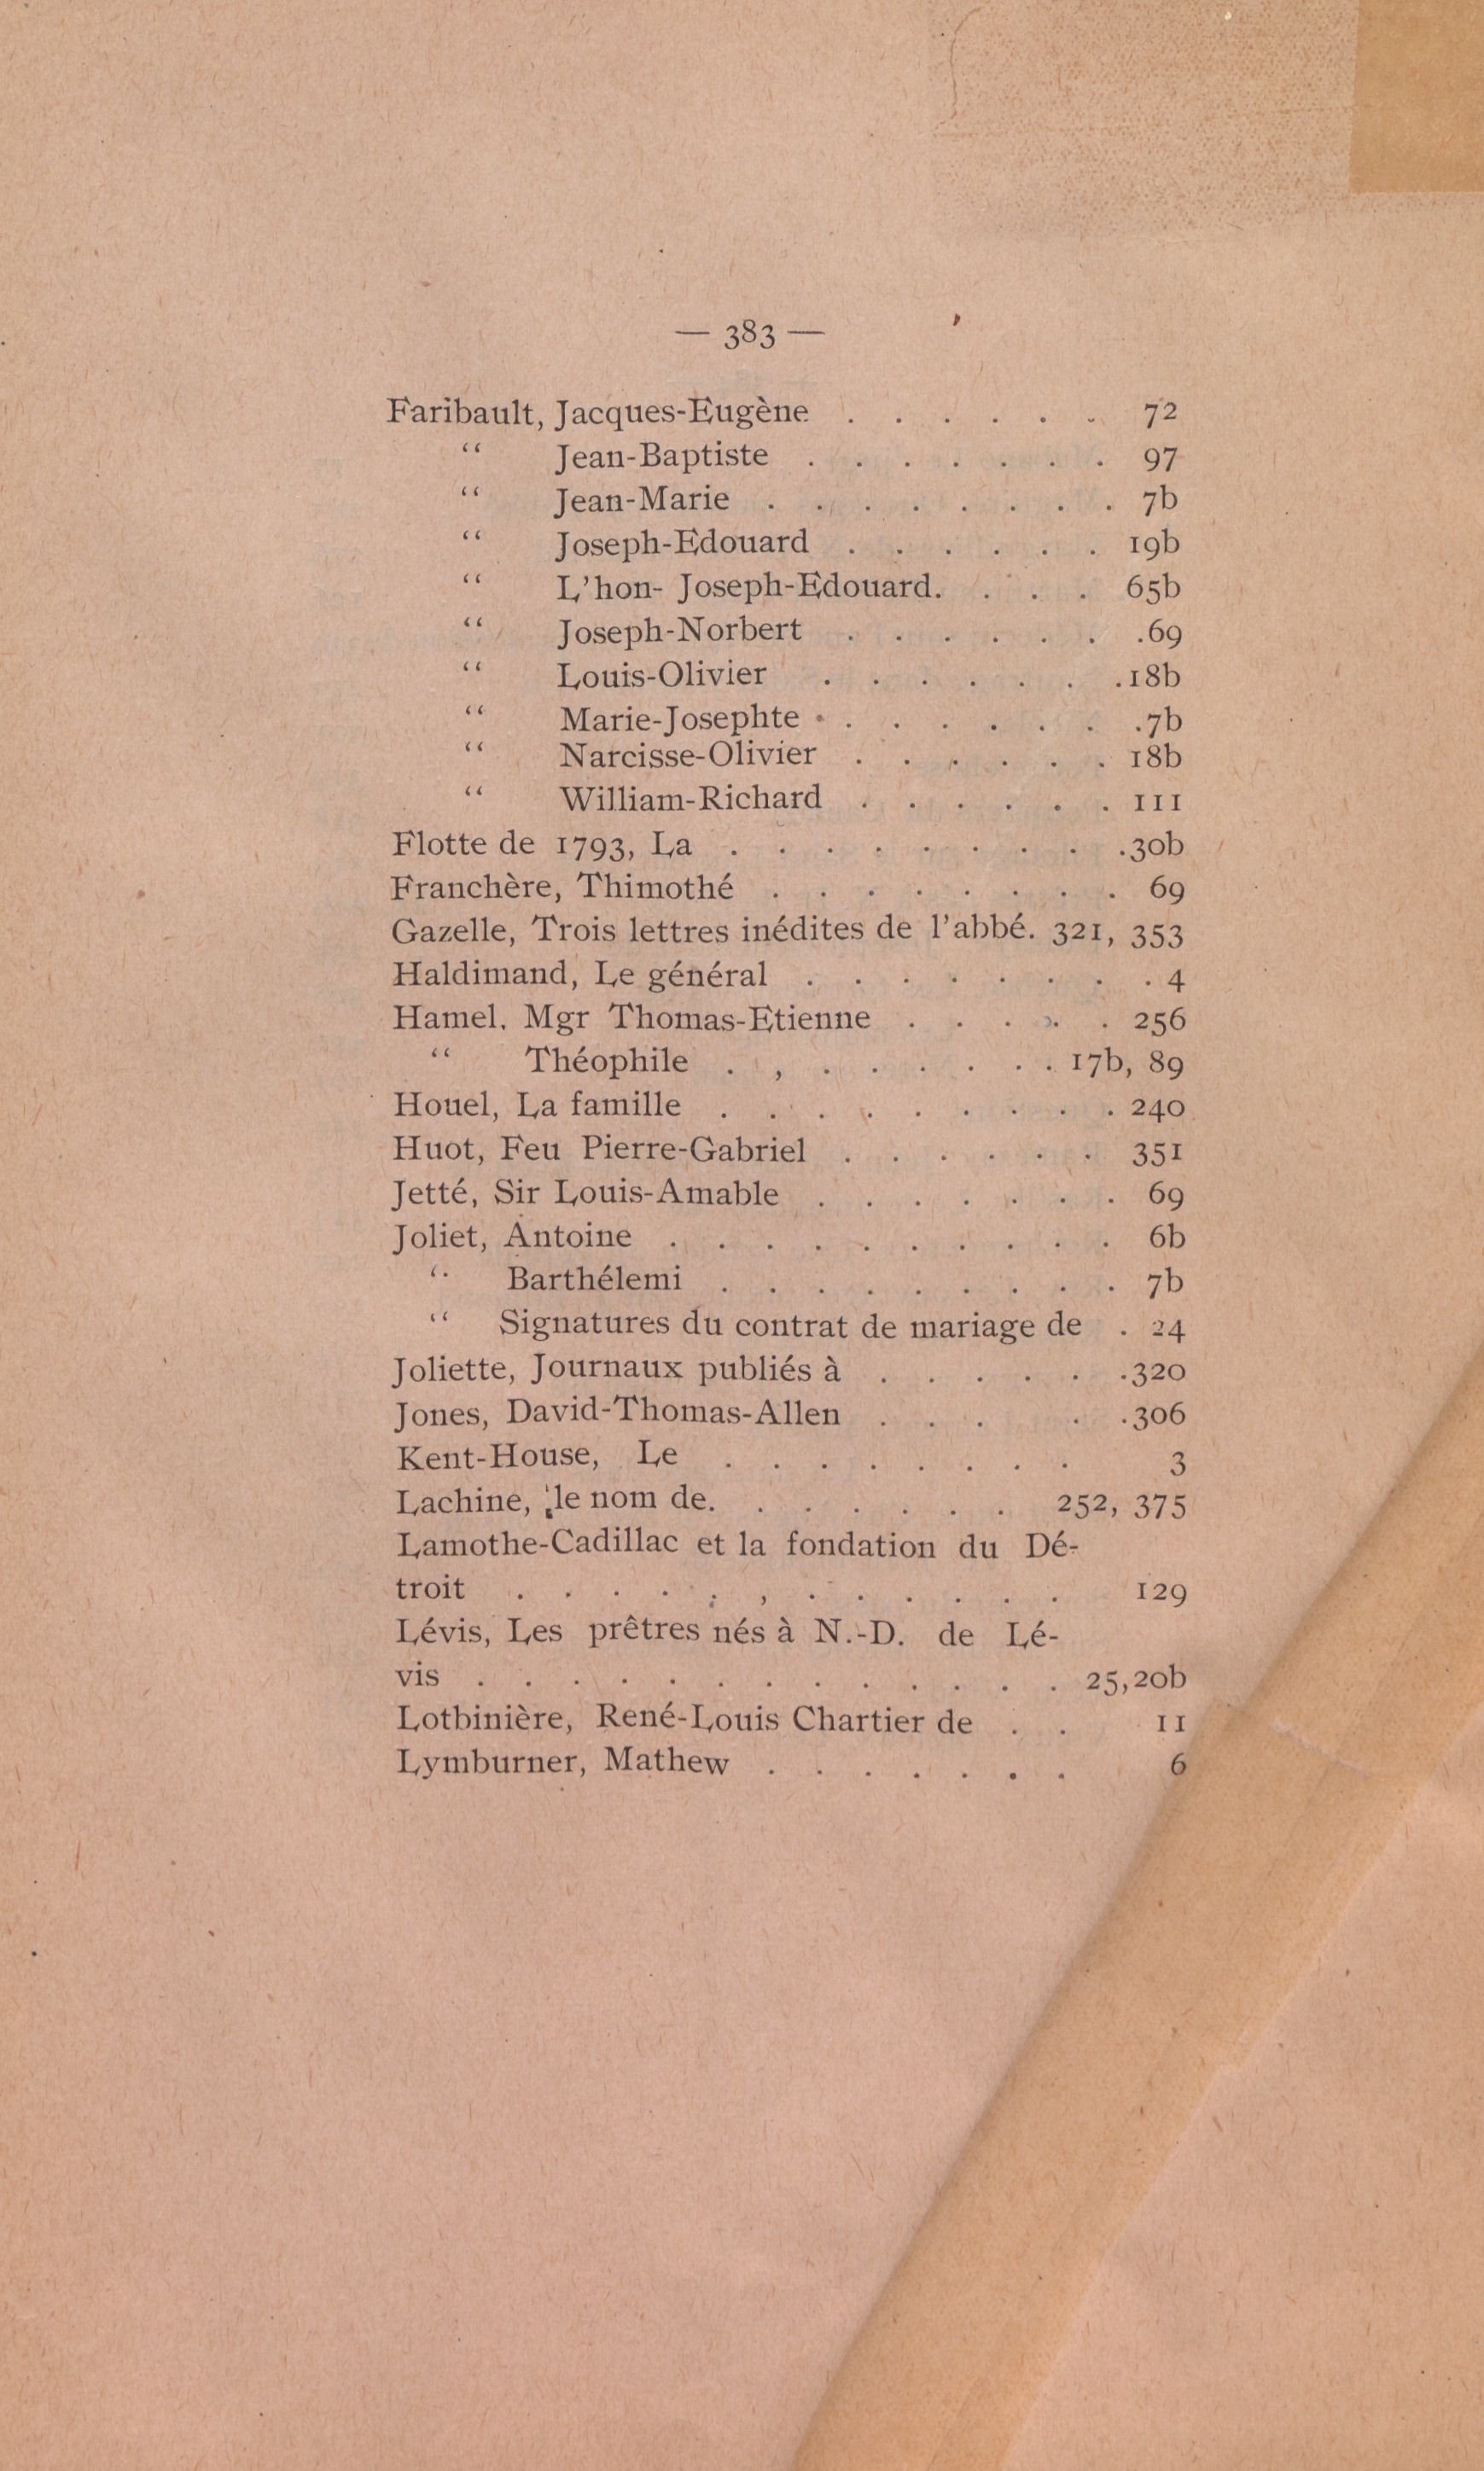 — 383 —
Faribault, Jacques-Eugène . . . . . . 72
“ Jean-Baptiste . . . . . . . 97
“ Jean-Marie . . . . . . . . 7b
“ Joseph-Edouard . . . . . . 19b
“ L’hon- Joseph-Edouard. . . . 65b
“ Joseph-Norbert . . . . . . .69
“ Louis-Olivier . . . . . . .18b
“ Marie-Josephte . . . . . . . .7b
“ Narcisse-Olivier . . . . . . 18b
“ William-Richard . . . . . . 111
Flotte de 1793, La . . . . . . . . .30b
Franchère, Thimothé . . . . . . . . 69
Gazelle, Trois lettres inédites de l’abbé. 321, 353
Haldimand, Le général . . . . . . . . 4
Hamel. Mgr Thomas-Etienne . . . . . 256
“ Théophile . , . . . . . . 17b, 89
Houel, La famille . . . . . . . . . 240
Huot, Feu Pierre-Gabriel . . . . . . 351
Jetté, Sir Louis-Amable . . . . . . . 69
Joliet, Antoine . . . . . . . . . . 6b
“ Barthélemi . . . . . . . . . 7b
“ Signatures du contrat de mariage de . 24
Joliette, Journaux publiés à . . . . . .320
Jones, David-Thomas-Allen . . . . .306
Kent-House, Le . . . . . . . . 3
Lachine, le nom de. . . . . . . 252, 375
Lamothe-Cadillac et la fondation du Dé-
troit . . . . . , . . . . . . 129
Lévis, Les prêtres nés à N.-D. de Lé-
vis . . . . . . . . . . . . . 25,20b
Lotbinière, René-Louis Chartier de . . 11
Lymburner, Mathew . . . . . . . 6